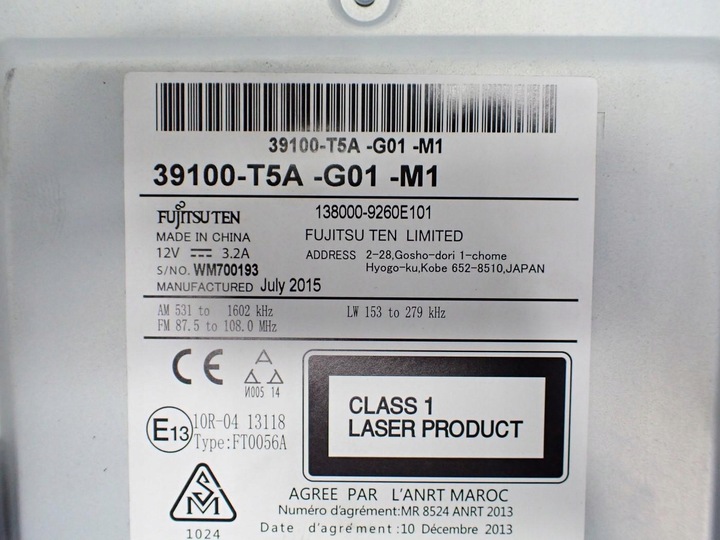 39100-T5A -G01 -M1
39100-T5A -G01 -M1
FUJITSU TEN
138000-9260E101
MADE IN CHINA
FUJITSU TEN LIMITED
12V 3.2A
ADDRESS 2-28,Gosho-dori 1-chome
S/NO. WM700193
Hyogo-ku,Kobe 652-8510,JAPAN
MANUFACTURED July 2015
AM 531 to 1602 kHz
LW 153 to 279 kHz
FM 87.5 to 108.0 MHz
CE
И005 14
E13
10R-04 13118
Type:FT0056A
CLASS 1
LASER PRODUCT
SM
1024
AGREE PAR L'ANRT MAROC
Numéro d'agrément:MR 8524 ANRT 2013
Date d'agrément:10 Décembre 2013